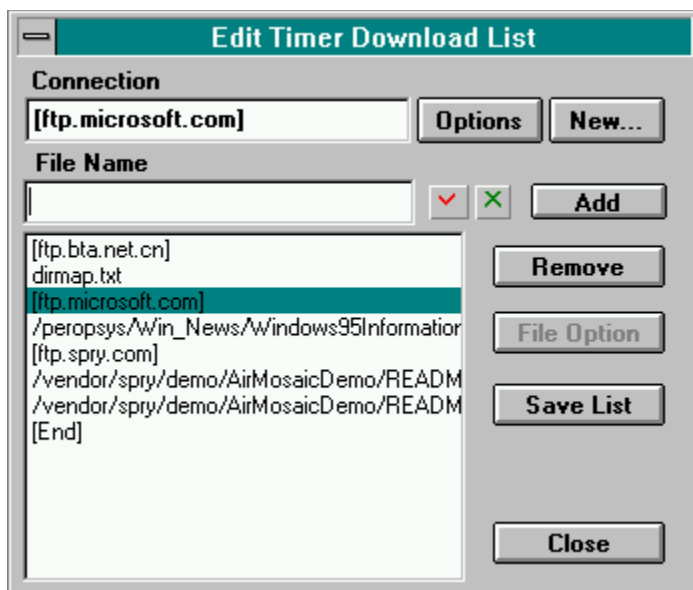 Edit Timer Download List
Connection
[ftp.microsoft.com]
Options
New...
File Name
Add
[ftp.bta.net.cn]
dirmap.txt
[ftp.microsoft.com]
/peropsys/Win_News/Windows95Information
[ftp.spry.com]
/vendor/spry/demo/AirMosaicDemo/READM
/vendor/spry/demo/AirMosaicDemo/READM
[End]
Remove
File Option
Save List
Close